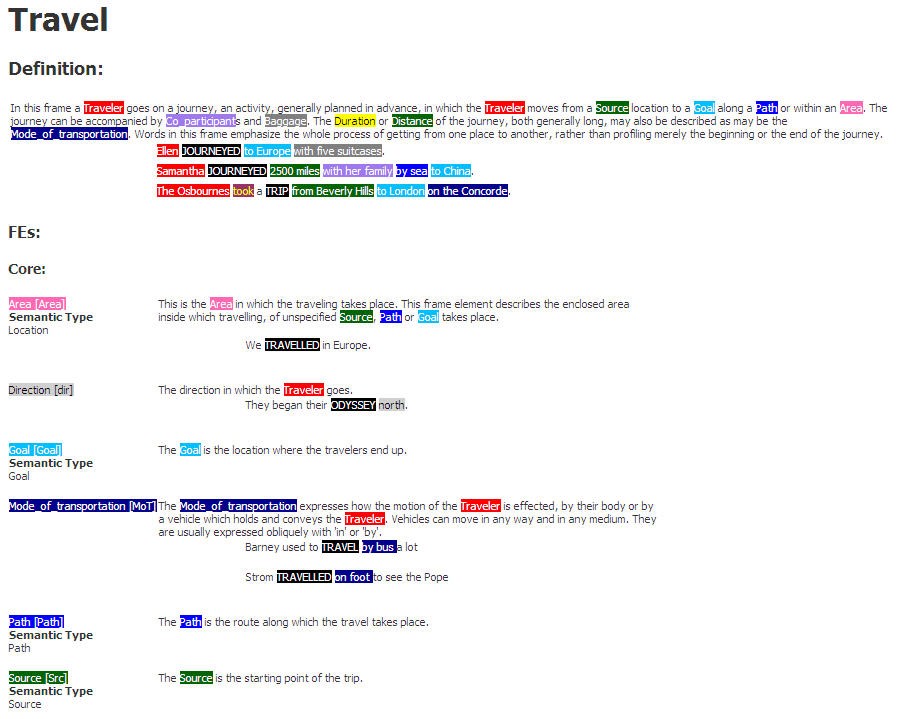 Travel
Definition:
In this frame a Traveler goes on a journey, an activity, generally planned in advance, in which the Traveler moves from a Source location to a Goal along a Path or within an Area. The
journey can be accompanied by Co_participants and Baggage. The Duration or Distance of the journey, both generally long, may also be described as may be the
Mode_of_transportation. Words in this frame emphasize the whole process of getting from one place to another, rather than profiling merely the beginning or the end of the journey.
Ellen JOURNEYED to Europe with five suitcases.
Samantha JOURNEYED 2500 miles with her family by sea to China.
The Osbournes took a TRIP from Beverly Hills to London on the Concorde.
FEs:
Core:
Area [Area] This is the Area in which the traveling takes place. This frame element describes the enclosed area
Semantic Type inside which travelling, of unspecified Source, Path or Goal takes place.
Location
We TRAVELLED in Europe.
Direction [dir] The direction in which the Traveler goes.
They began their ODYSSEY north.
Goal [Goal] The Goal is the location where the travelers end up.
Semantic Type
Goal
Mode_of_transportation [MoT] The Mode_of_transportation expresses how the motion of the Traveler is effected, by their body or by
a vehicle which holds and conveys the Traveler. Vehicles can move in any way and in any medium. They
are usually expressed obliquely with 'in' or 'by'.
Barney used to TRAVEL by bus a lot
Strom TRAVELLED on foot to see the Pope
Path [Path] The Path is the route along which the travel takes place.
Semantic Type
Path
Source [Src] The Source is the starting point of the trip.
Semantic Type
Source